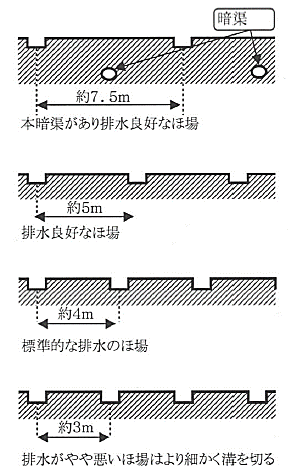 暗渠
約7.5m
本暗渠があり排水良好なほ場
約5m
排水良好なほ場
約4m
標準的な排水のほ場
約3m
排水がやや悪いほ場はより細かく溝を切る